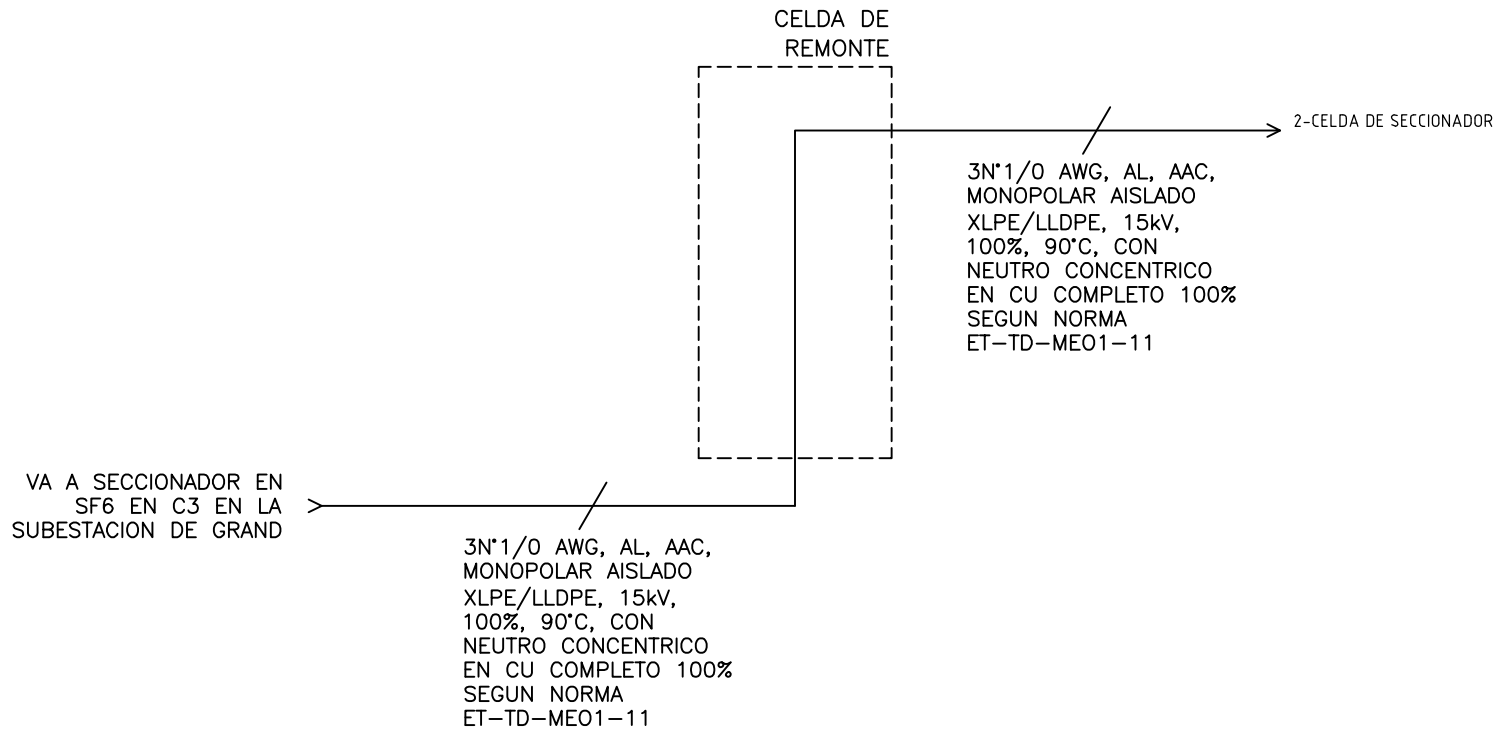 CELDA DE
REMONTE
2-CELDA DE SECCIONADOR
3N°1/0 AWG, AL, AAC,
MONOPOLAR AISLADO
XLPE/LLDPE, 15kV,
100%, 90°C, CON
NEUTRO CONCENTRICO
EN CU COMPLETO 100%
SEGUN NORMA
ET-TD-ME01-11
VA A SECCIONADOR EN
SF6 EN C3 EN LA
SUBESTACION DE GRAND
3N°1/0 AWG, AL, AAC,
MONOPOLAR AISLADO
XLPE/LLDPE, 15kV,
100%, 90°C, CON
NEUTRO CONCENTRICO
EN CU COMPLETO 100%
SEGUN NORMA
ET-TD-ME01-11